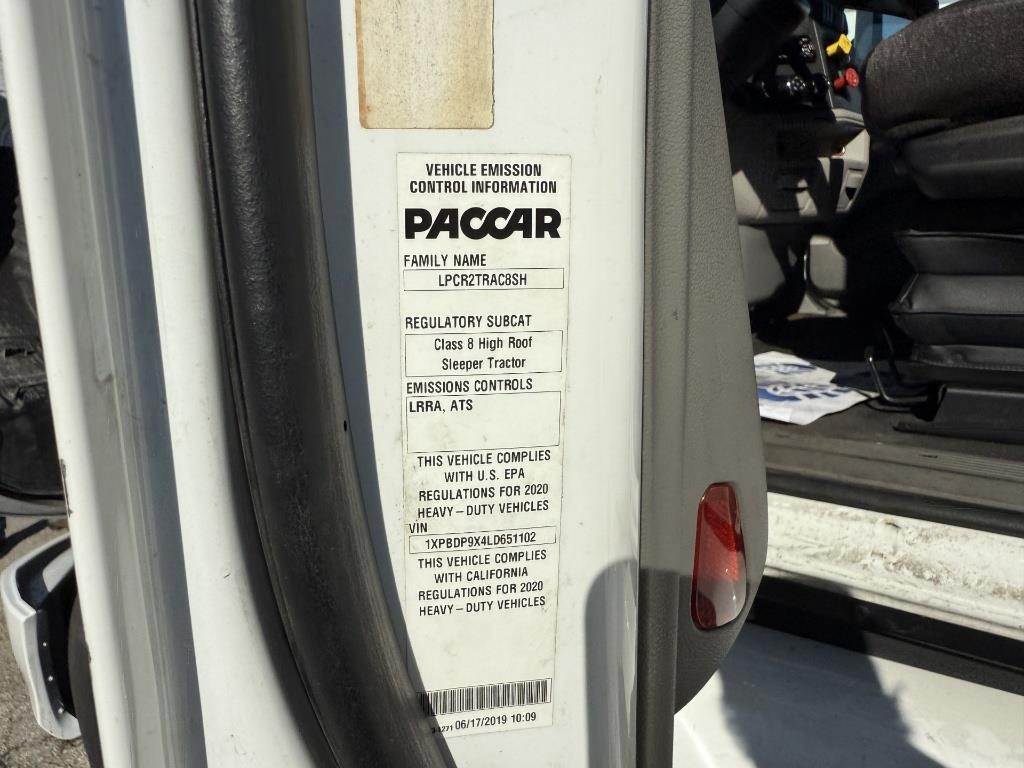 VEHICLE EMISSION
CONTROL INFORMATION
PACCAR
FAMILY NAME
LPCR2TRAC8SH
REGULATORY SUBCAT
Class 8 High Roof
Sleeper Tractor
EMISSIONS CONTROLS
LRRA, ATS
THIS VEHICLE COMPLIES
WITH U.S. EPA
REGULATIONS FOR 2020
HEAVY-DUTY VEHICLES
VIN
1XPBDP9X4LD651102
THIS VEHICLE COMPLIES
WITH CALIFORNIA
REGULATIONS FOR 2020
HEAVY-DUTY VEHICLES
06/17/2019 10:09